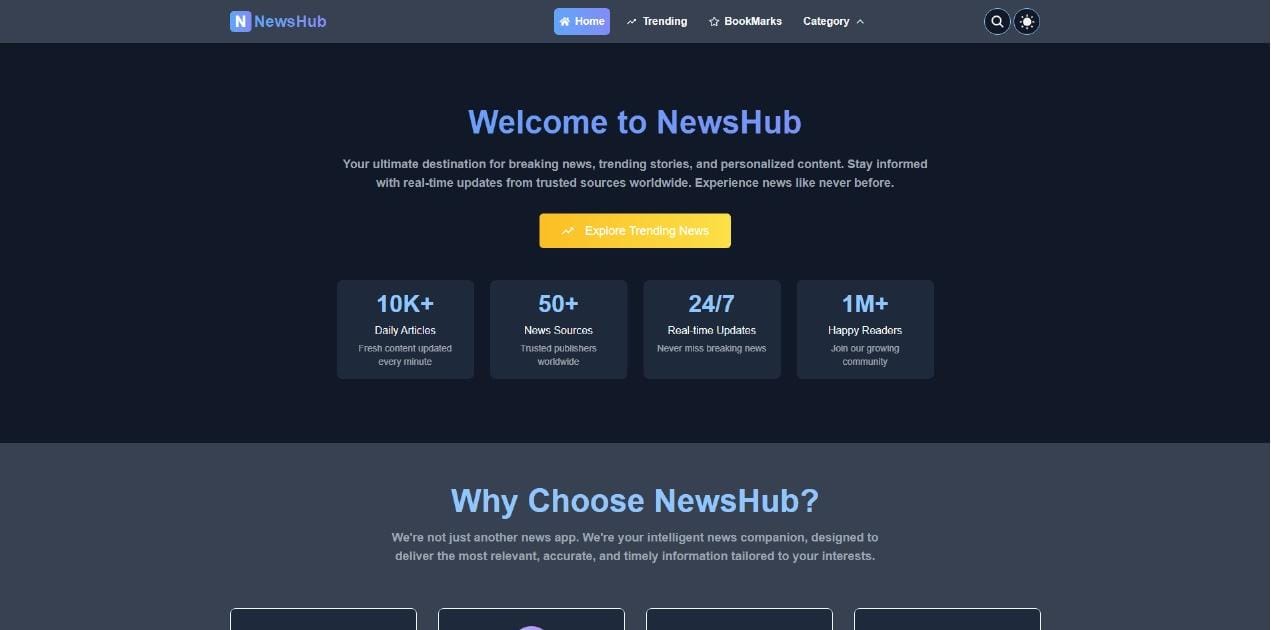 N NewsHub
Home
Trending
BookMarks
Category
Welcome to NewsHub
Your ultimate destination for breaking news, trending stories, and personalized content. Stay informed
with real-time updates from trusted sources worldwide. Experience news like never before.
Explore Trending News
10K+
Daily Articles
Fresh content updated
every minute
50+
News Sources
Trusted publishers
worldwide
24/7
Real-time Updates
Never miss breaking news
1M+
Happy Readers
Join our growing
community
Why Choose NewsHub?
We're not just another news app. We're your intelligent news companion, designed to
deliver the most relevant, accurate, and timely information tailored to your interests.